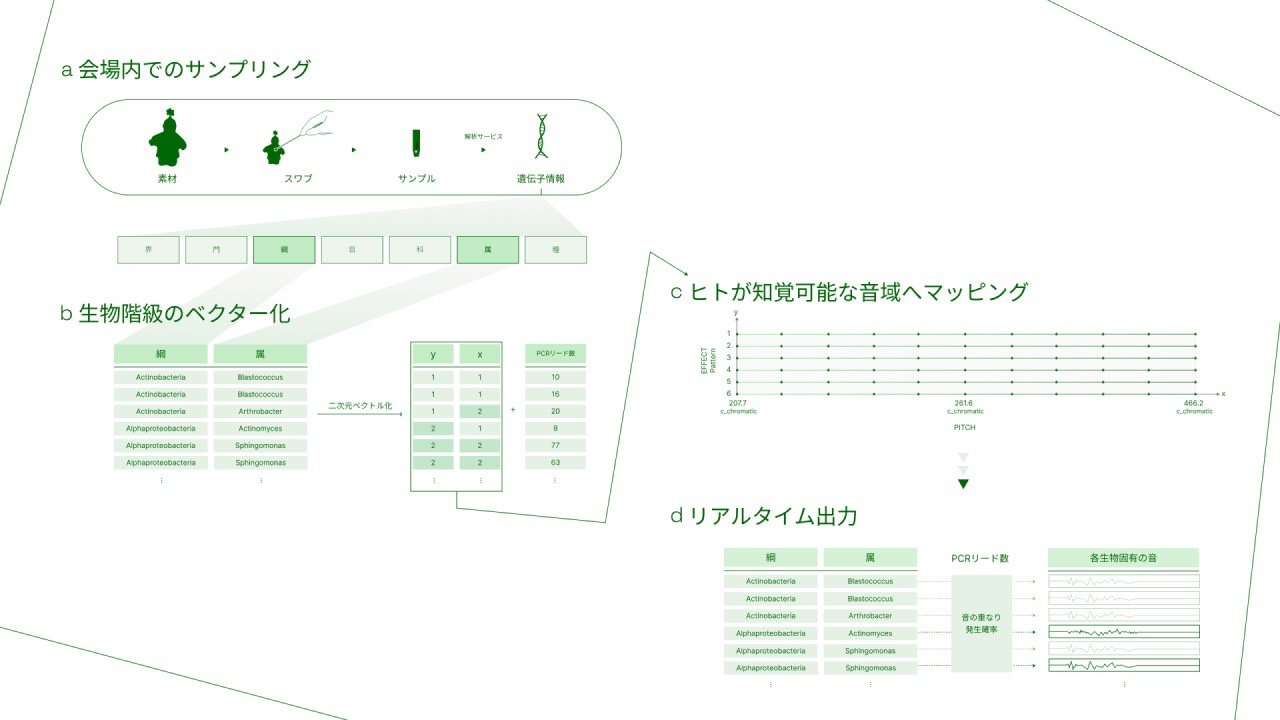 a 会場内でのサンプリング
解析サービス
素材
スワブ
サンプル
遺伝子情報
界 門 綱 目 科 属 種
b 生物階級のベクター化
綱 属
Actinobacteria Blastococcus
Actinobacteria Blastococcus
Actinobacteria Arthrobacter
Alphaproteobacteria Actinomyces
Alphaproteobacteria Sphingomonas
Alphaproteobacteria Sphingomonas
⋮ ⋮
二次元ベクトル化
y x
1 1
1 1
1 2
2 1
2 2
2 2
⋮ ⋮
+
PCRリード数
10
16
20
8
77
63
⋮
c ヒトが知覚可能な音域へマッピング
y
EFFECT
Pattern
1
2
3
4
5
6
x
207.7 261.6 466.2
c_chromatic c_chromatic c_chromatic
PITCH
d リアルタイム出力
綱 属 PCRリード数 各生物固有の音
Actinobacteria Blastococcus
Actinobacteria Blastococcus
Actinobacteria Arthrobacter
Alphaproteobacteria Actinomyces
Alphaproteobacteria Sphingomonas
Alphaproteobacteria Sphingomonas
⋮ ⋮ ⋮
音の重なり
発生確率